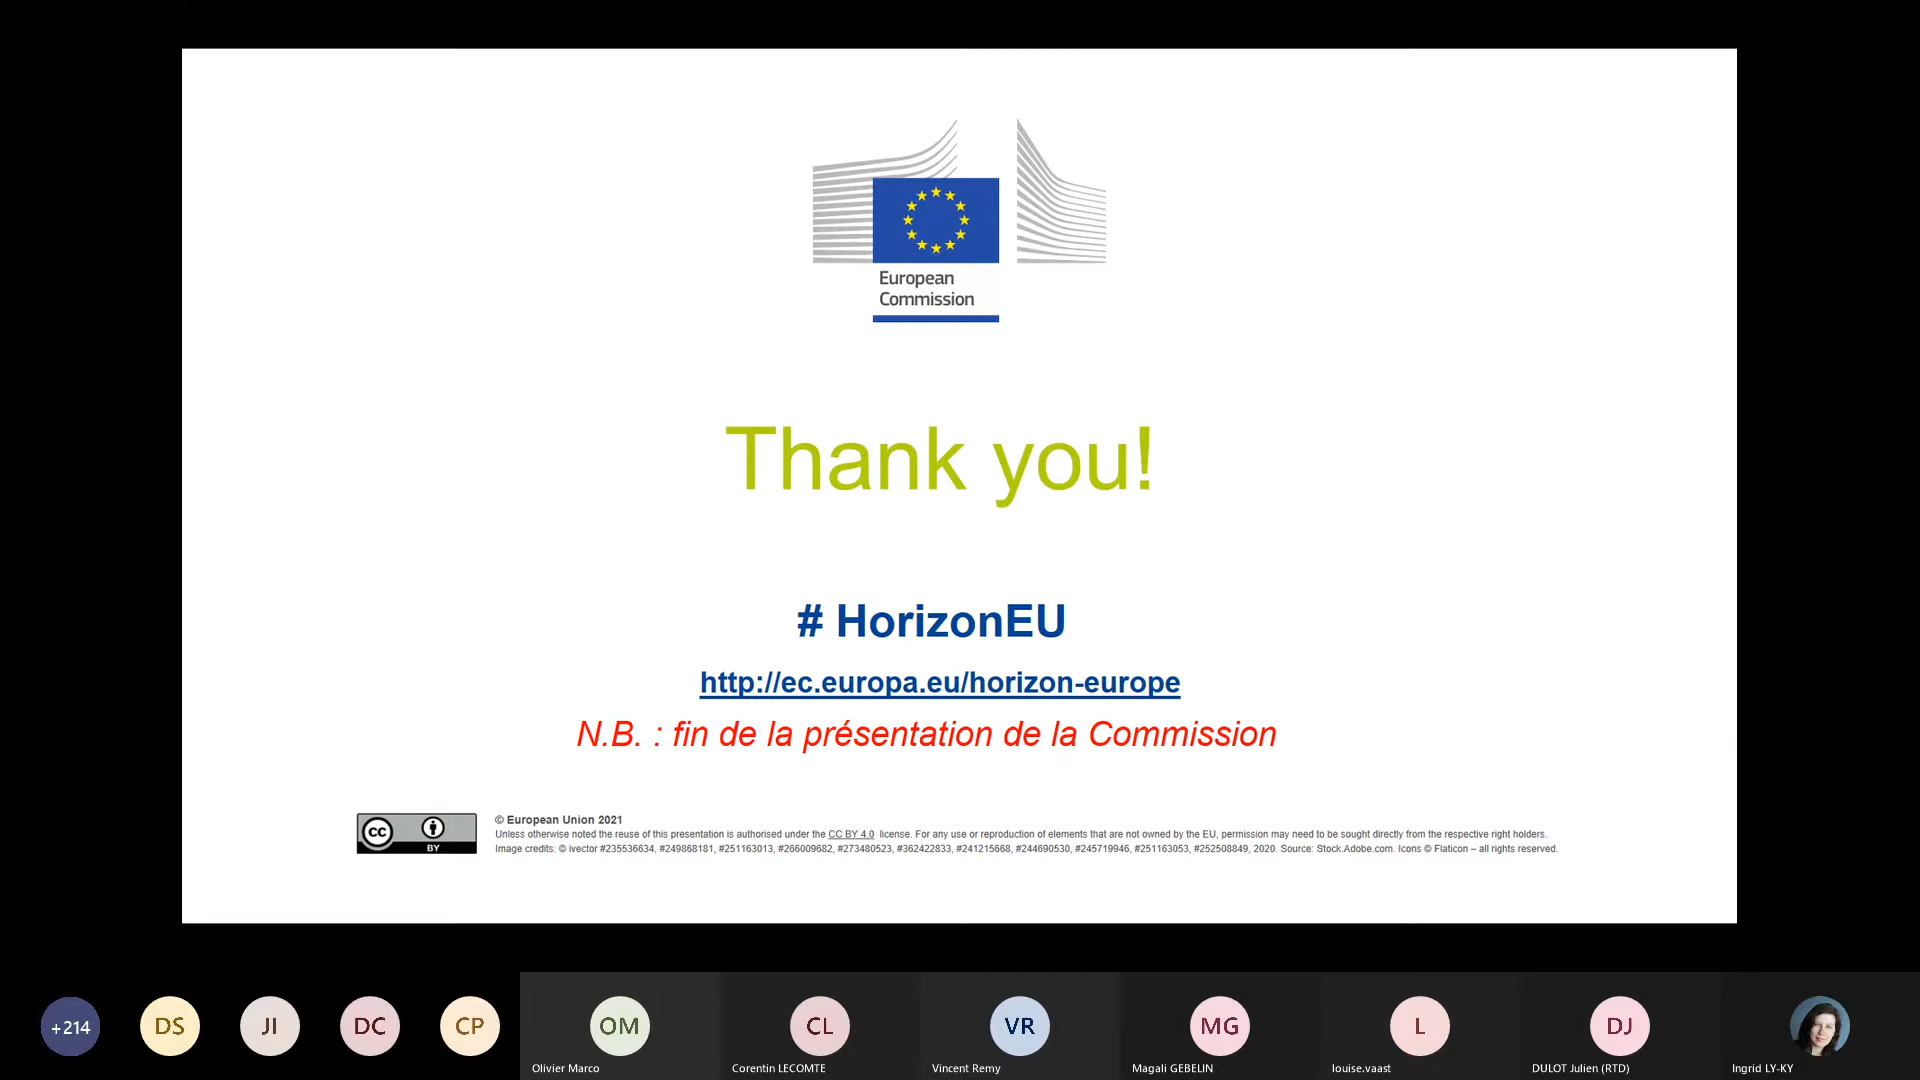 European
Commission
Thank you!
# HorizonEU
http://ec.europa.eu/horizon-europe
N.B. : fin de la présentation de la Commission
cc
BY
© European Union 2021
Unless otherwise noted the reuse of this presentation is authorised under the CC BY 4.0 license. For any use or reproduction of elements that are not owned by the EU, permission may need to be sought directly from the respective right holders.
Image credits: © ivector #235536634, #249868181, #251163013, #266009682, #273480523, #362422833, #241215668, #244690530, #245719946, #251163053, #252508849, 2020. Source: Stock.Adobe.com. Icons © Flaticon – all rights reserved.
+214 DS JI DC CP OM CL VR MG L DJ
Olivier Marco Corentin LECOMTE Vincent Remy Magali GEBELIN louise.vaast DULOT Julien (RTD) Ingrid LY-KY